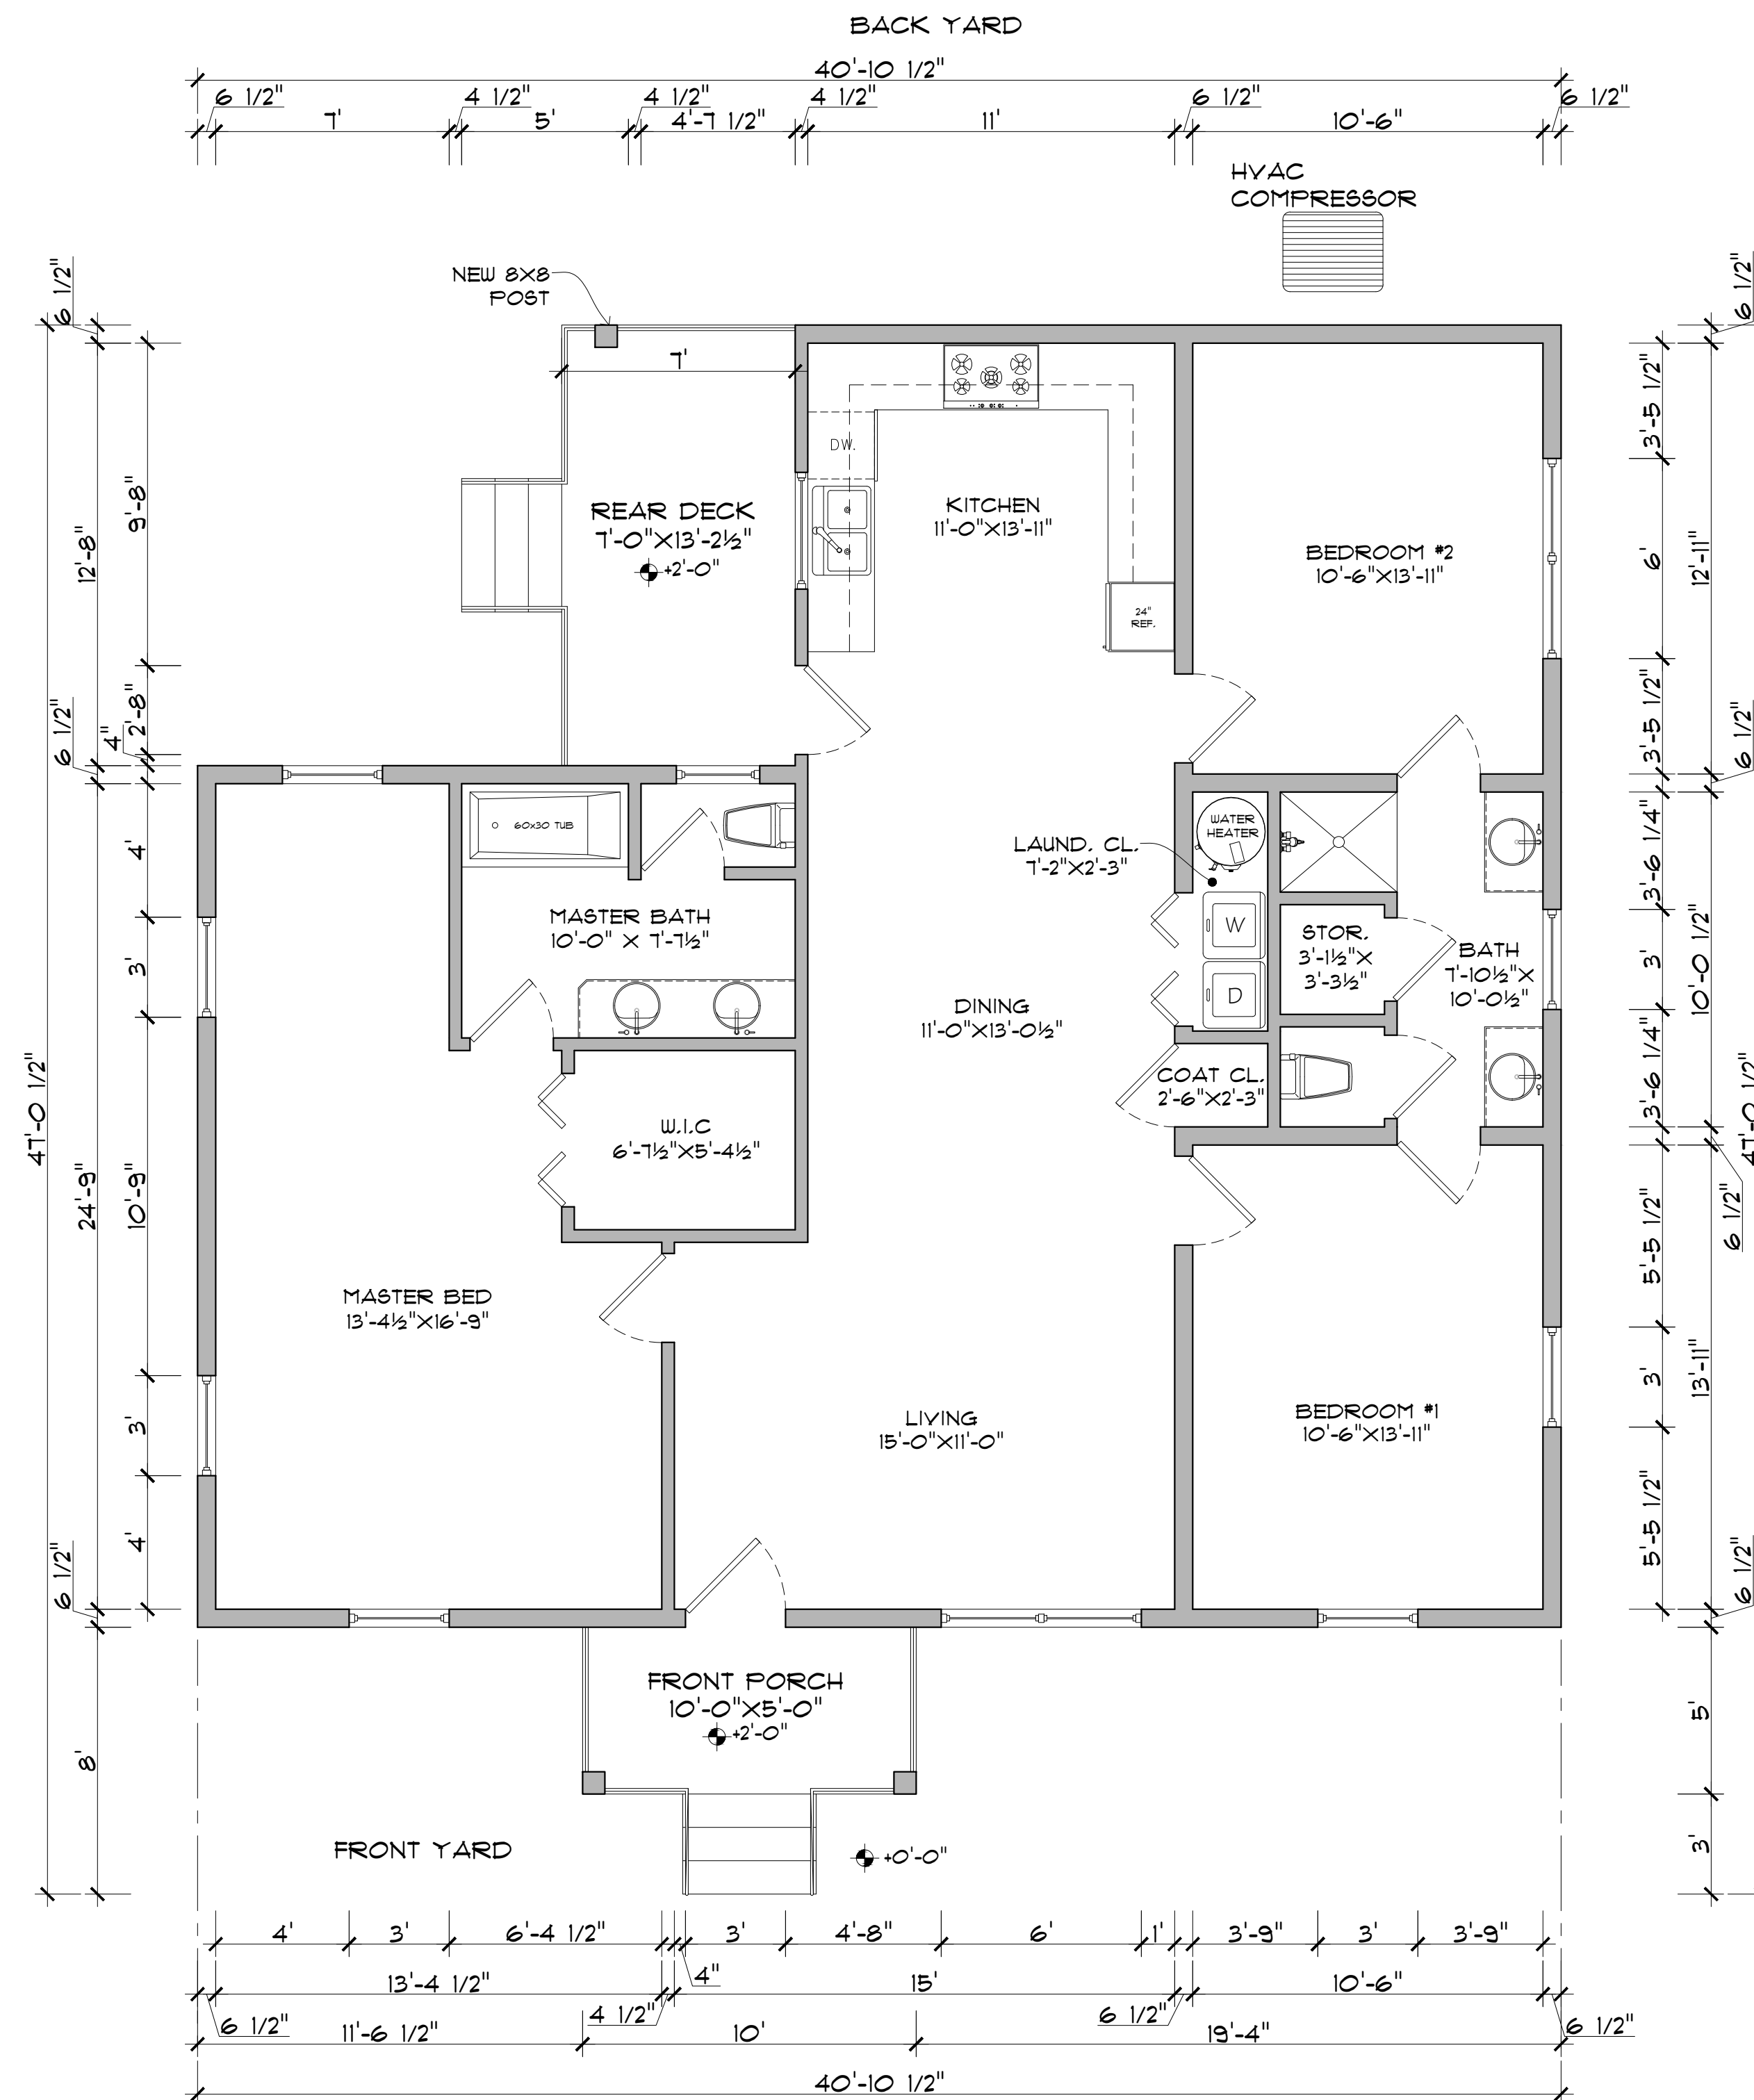 BACK YARD
40'-10 1/2"
6 1/2"
4 1/2"
4 1/2"
4 1/2"
6 1/2"
6 1/2"
7'
5'
4'-7 1/2"
11'
10'-6"
HVAC
COMPRESSOR
NEW 8X8
POST
7'
6 1/2"
9'-8"
12'-8"
2'-8"
4"
6 1/2"
4'
3'
47'-0 1/2"
24'-9"
10'-9"
3'
4'
6 1/2"
8'
REAR DECK
7'-0"X13'-2½"
+2'-0"
DW.
KITCHEN
11'-0"X13'-11"
24"
REF.
BEDROOM #2
10'-6"X13'-11"
60x30 TUB
MASTER BATH
10'-0" X 7'-7½"
LAUND. CL.
7'-2"X2'-3"
WATER
HEATER
W
D
STOR.
3'-1½"X
3'-3½"
BATH
7'-10½"X
10'-0½"
DINING
11'-0"X13'-0½"
COAT CL.
2'-6"X2'-3"
W.I.C
6'-7½"X5'-4½"
MASTER BED
13'-4½"X16'-9"
LIVING
15'-0"X11'-0"
BEDROOM #1
10'-6"X13'-11"
6 1/2"
3'-5 1/2"
6'
12'-11"
3'-5 1/2"
6 1/2"
3'-6 1/4"
3'
10'-0 1/2"
3'-6 1/4"
47'-0 1/2"
6 1/2"
5'-5 1/2"
3'
13'-11"
5'-5 1/2"
6 1/2"
5'
3'
FRONT PORCH
10'-0"X5'-0"
+2'-0"
FRONT YARD
+0'-0"
4'
3'
6'-4 1/2"
3'
4'-8"
6'
1'
3'-9"
3'
3'-9"
4"
13'-4 1/2"
15'
10'-6"
6 1/2"
4 1/2"
6 1/2"
6 1/2"
11'-6 1/2"
10'
19'-4"
40'-10 1/2"